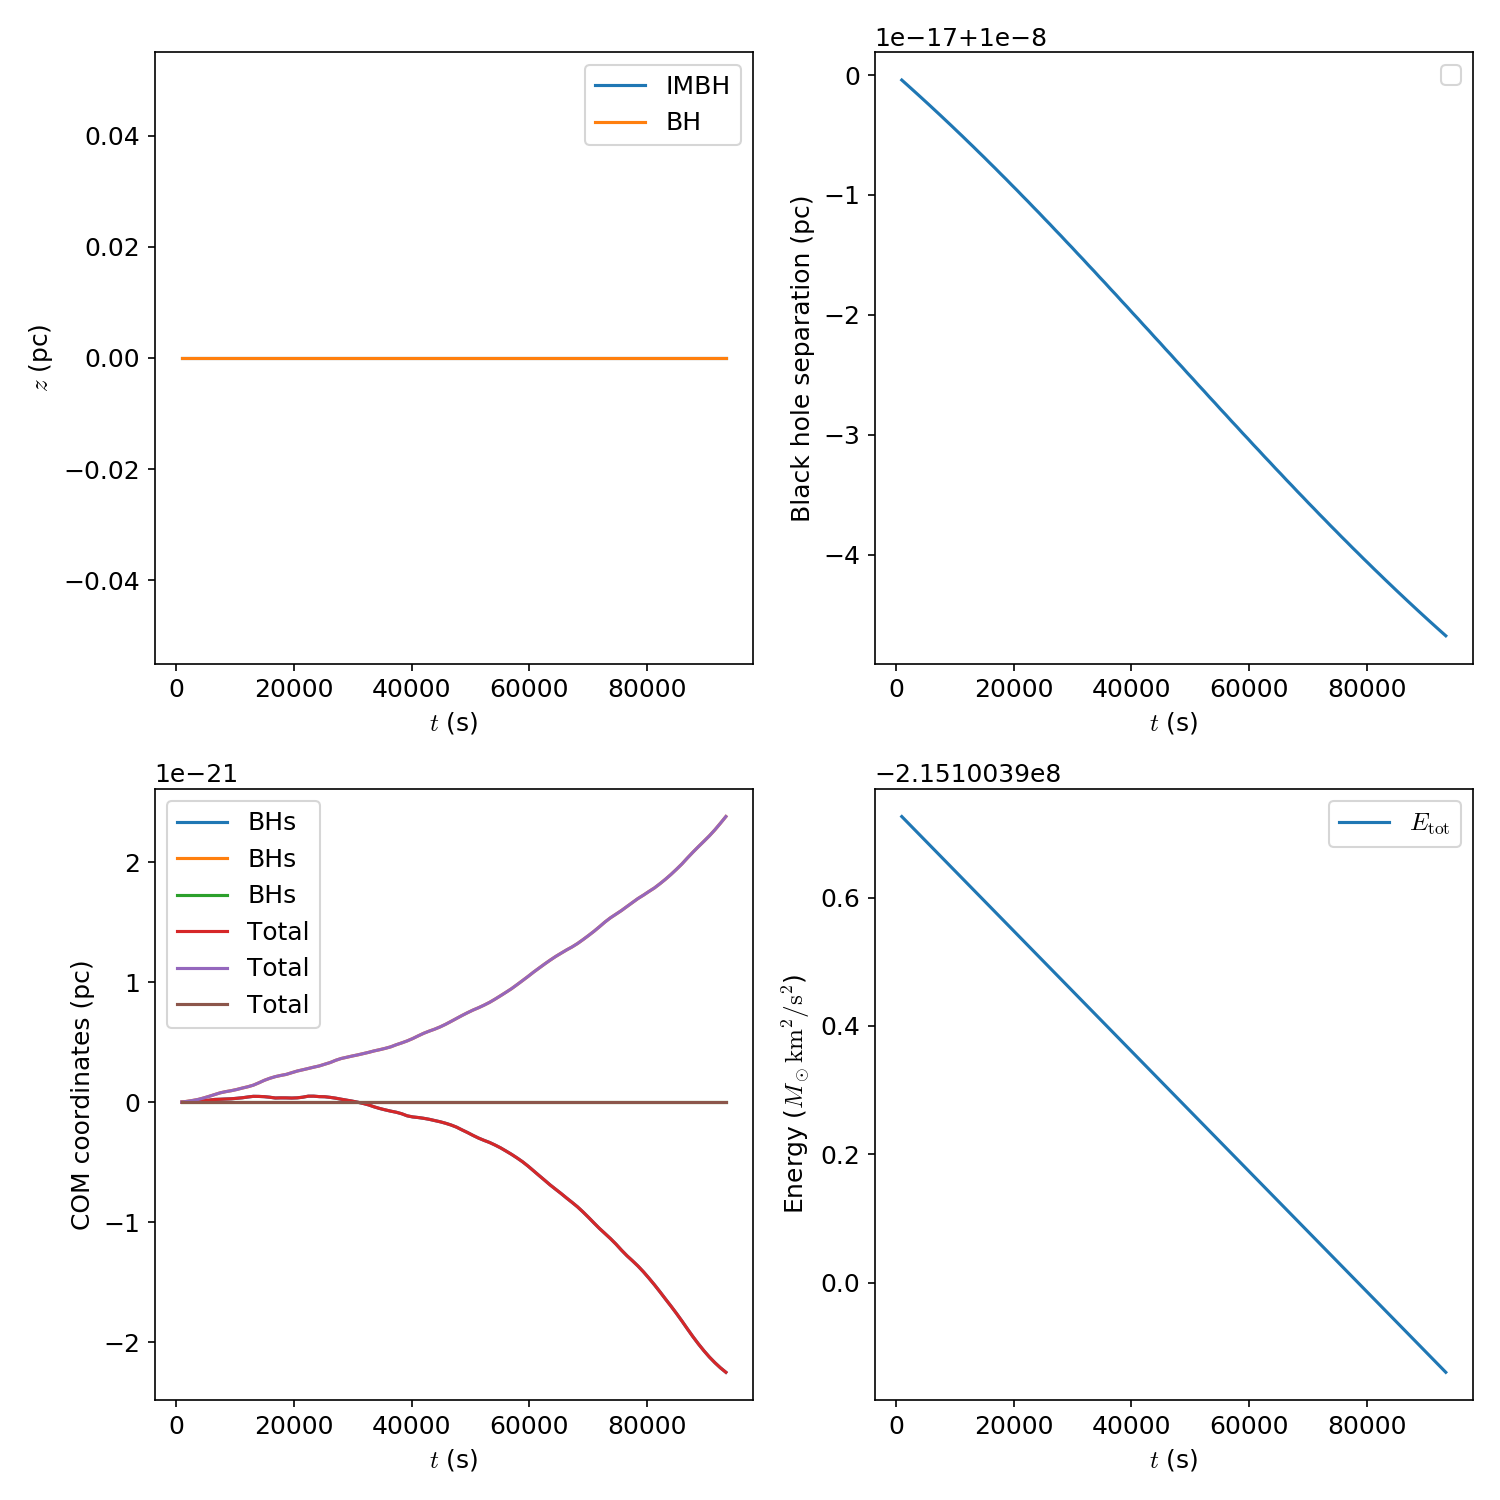 IMBH
BH
0.04
0.02
0.00
−0.02
−0.04
z (pc)
0 20000 40000 60000 80000
t (s)
1e−17+1e−8
0
−1
−2
−3
−4
Black hole separation (pc)
0 20000 40000 60000 80000
t (s)
1e−21
BHs
BHs
BHs
Total
Total
Total
2
1
0
−1
−2
COM coordinates (pc)
0 20000 40000 60000 80000
t (s)
−2.1510039e8
E_tot
0.6
0.4
0.2
0.0
Energy (M_⊙ km²/s²)
0 20000 40000 60000 80000
t (s)